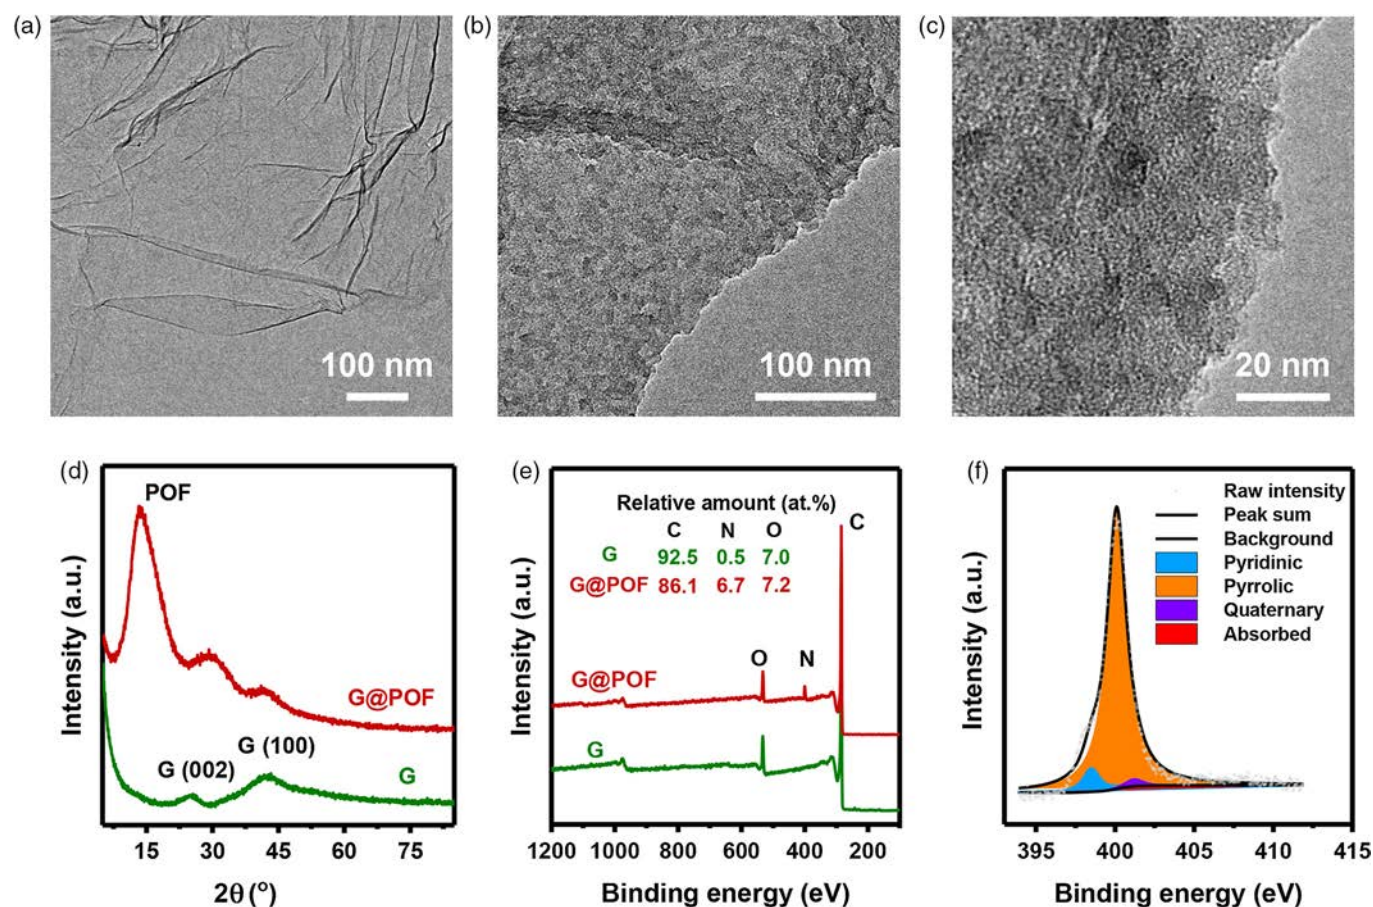 (a)
100 nm
(b)
100 nm
(c)
20 nm
(d)
POF
G@POF
G (100)
G (002)
G
Intensity (a.u.)
15 30 45 60 75
2θ (°)
(e)
Relative amount (at.%)
C N O
G 92.5 0.5 7.0
G@POF 86.1 6.7 7.2
C
O N
G@POF
G
Intensity (a.u.)
1200 1000 800 600 400 200
Binding energy (eV)
(f)
Raw intensity
Peak sum
Background
Pyridinic
Pyrrolic
Quaternary
Absorbed
Intensity (a.u.)
395 400 405 410 415
Binding energy (eV)